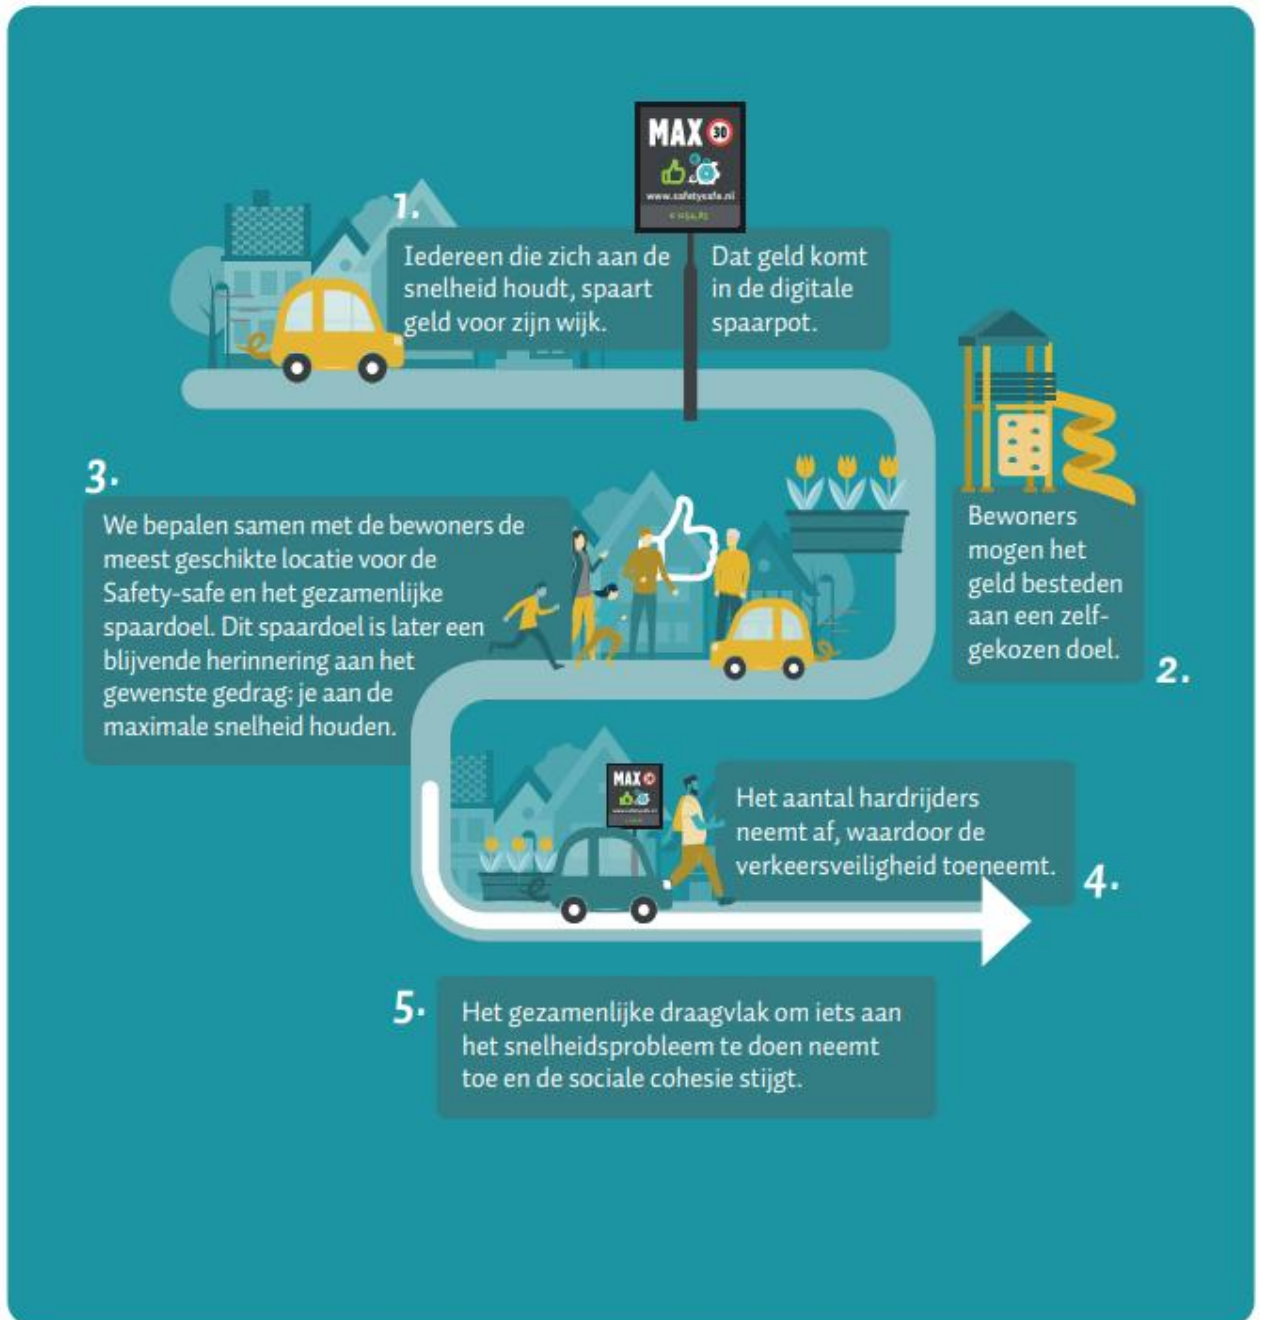 MAX 30
www.safetysafe.nl
1.
Iedereen die zich aan de
snelheid houdt, spaart
geld voor zijn wijk.
Dat geld komt
in de digitale
spaarpot.
Bewoners
mogen het
geld besteden
aan een zelf-
gekozen doel.
2.
3.
We bepalen samen met de bewoners de
meest geschikte locatie voor de
Safety-safe en het gezamenlijke
spaardoel. Dit spaardoel is later een
blijvende herinnering aan het
gewenste gedrag: je aan de
maximale snelheid houden.
MAX
Het aantal hardrijders
neemt af, waardoor de
verkeersveiligheid toeneemt.
4.
5.
Het gezamenlijke draagvlak om iets aan
het snelheidsprobleem te doen neemt
toe en de sociale cohesie stijgt.